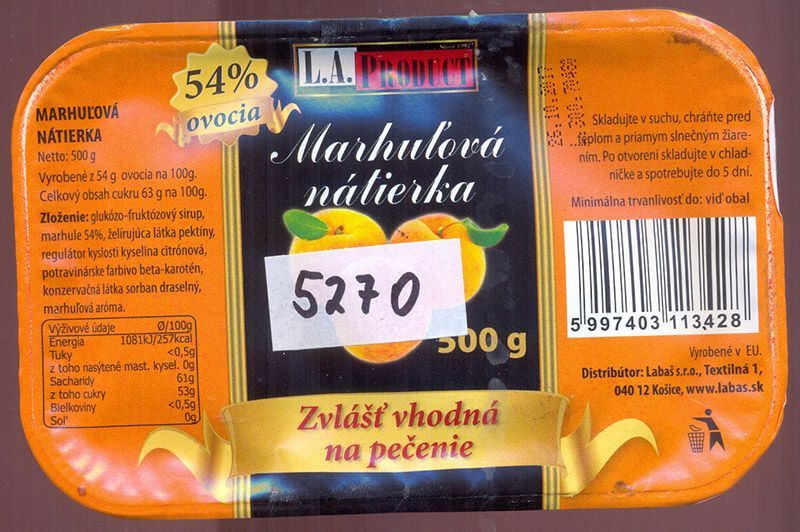 MARHUĽOVÁ
NÁTIERKA
Netto: 500 g
Vyrobené z 54 g ovocia na 100g.
Celkový obsah cukru 63 g na 100g.
Zloženie: glukózo-fruktózový sirup,
marhule 54%, želírujúca látka pektíny,
regulátor kyslosti kyselina citrónová,
potravinárske farbivo beta-karotén,
konzervačná látka sorban draselný,
marhuľová aróma.
Výživové údaje Ø/100g
Energia 1081kJ/257kcal
Tuky <0,5g
z toho nasýtené mast. kysel. 0g
Sacharidy 61g
z toho cukry 53g
Bielkoviny <0,5g
Soľ 0g
54%
ovocia
Since 1992
L.A. PRODUCT
Marhuľová
nátierka
5270
500 g
Zvlášť vhodná
na pečenie
Skladujte v suchu, chráňte pred
teplom a priamym slnečným žiare-
ním. Po otvorení skladujte v chlad-
ničke a spotrebujte do 5 dní.
Minimálna trvanlivosť do: viď obal
5 997403 113428
Vyrobené v EU.
Distribútor: Labaš s.r.o., Textilná 1,
040 12 Košice, www.labas.sk